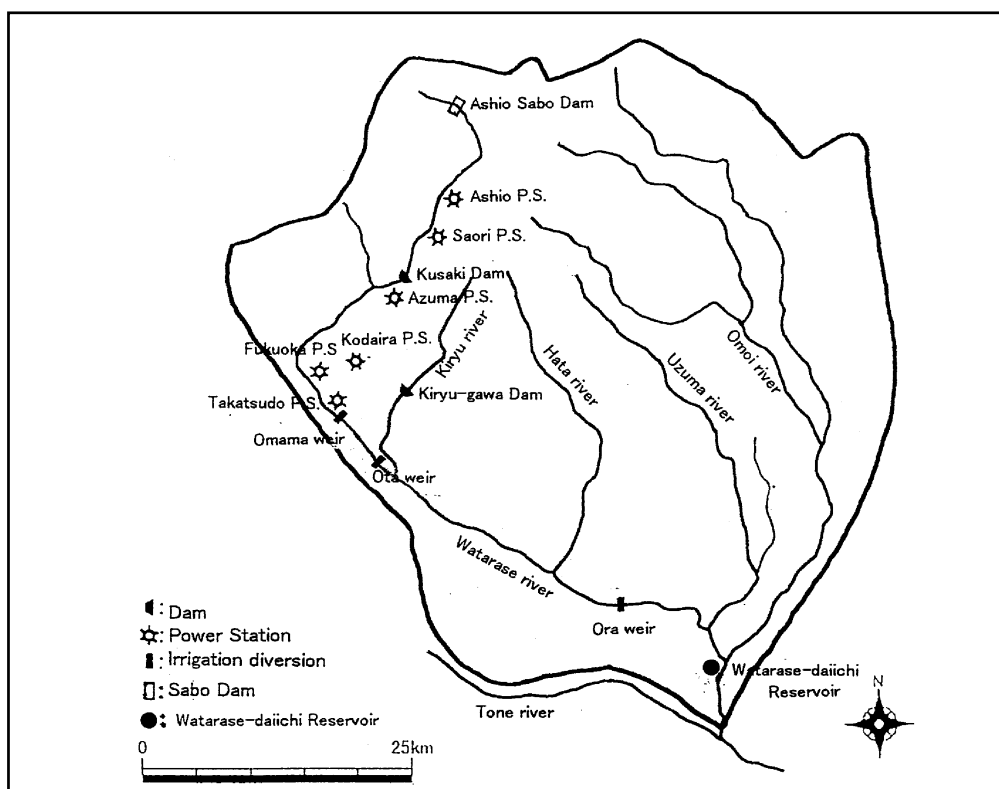 Ashio Sabo Dam
Ashio P.S.
Saori P.S.
Kusaki Dam
Azuma P.S.
Kodaira P.S.
Fukuoka P.S
Kiryu river
Hata river
Uzuma river
Omoi river
Takatsudo P.S.
Kiryu-gawa Dam
Omama weir
Ota weir
Watarase river
Ora weir
Watarase-daiichi
Reservoir
Tone river
: Dam
: Power Station
: Irrigation diversion
: Sabo Dam
: Watarase-daiichi Reservoir
N
0 25km